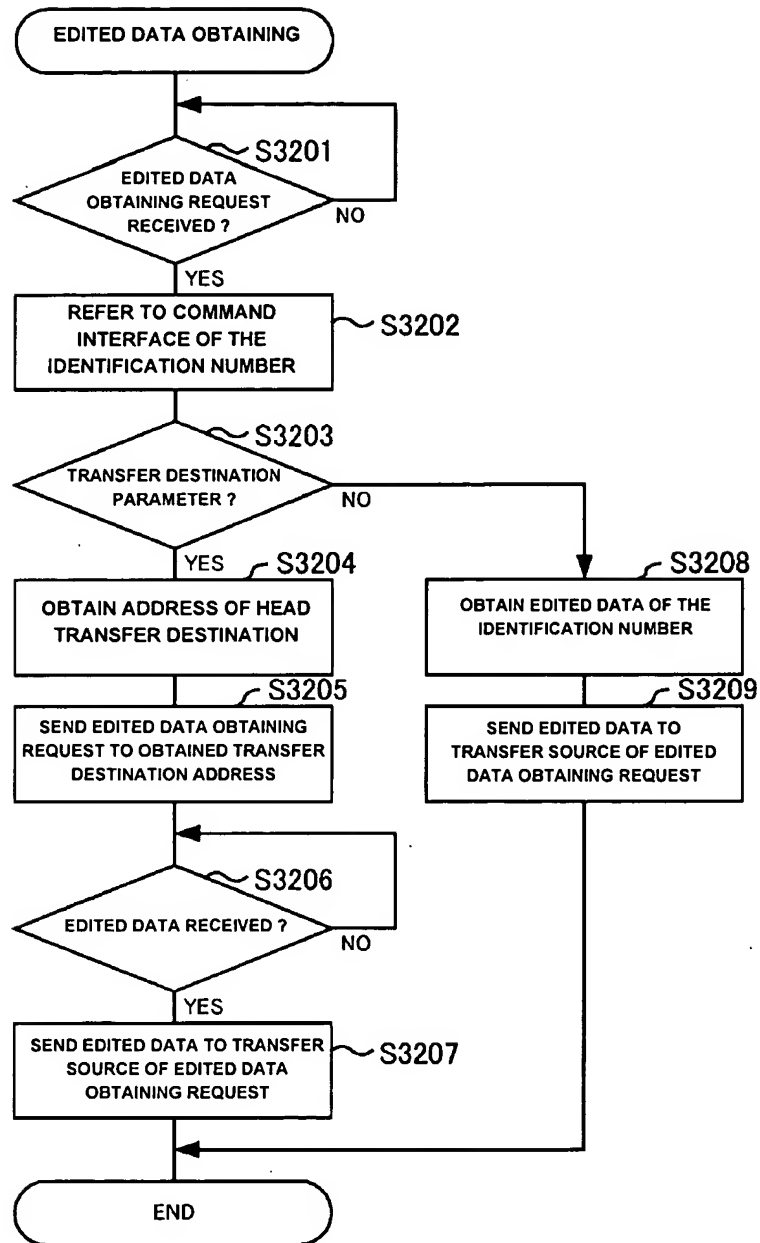 EDITED DATA OBTAINING
S3201
EDITED DATA
OBTAINING REQUEST
RECEIVED ?
NO
YES
REFER TO COMMAND
INTERFACE OF THE
IDENTIFICATION NUMBER
S3202
S3203
TRANSFER DESTINATION
PARAMETER ?
NO
YES
S3204
OBTAIN ADDRESS OF HEAD
TRANSFER DESTINATION
S3205
SEND EDITED DATA OBTAINING
REQUEST TO OBTAINED TRANSFER
DESTINATION ADDRESS
S3206
EDITED DATA RECEIVED ?
NO
YES
SEND EDITED DATA TO TRANSFER
SOURCE OF EDITED DATA
OBTAINING REQUEST
S3207
S3208
OBTAIN EDITED DATA OF THE
IDENTIFICATION NUMBER
S3209
SEND EDITED DATA TO
TRANSFER SOURCE OF EDITED
DATA OBTAINING REQUEST
END